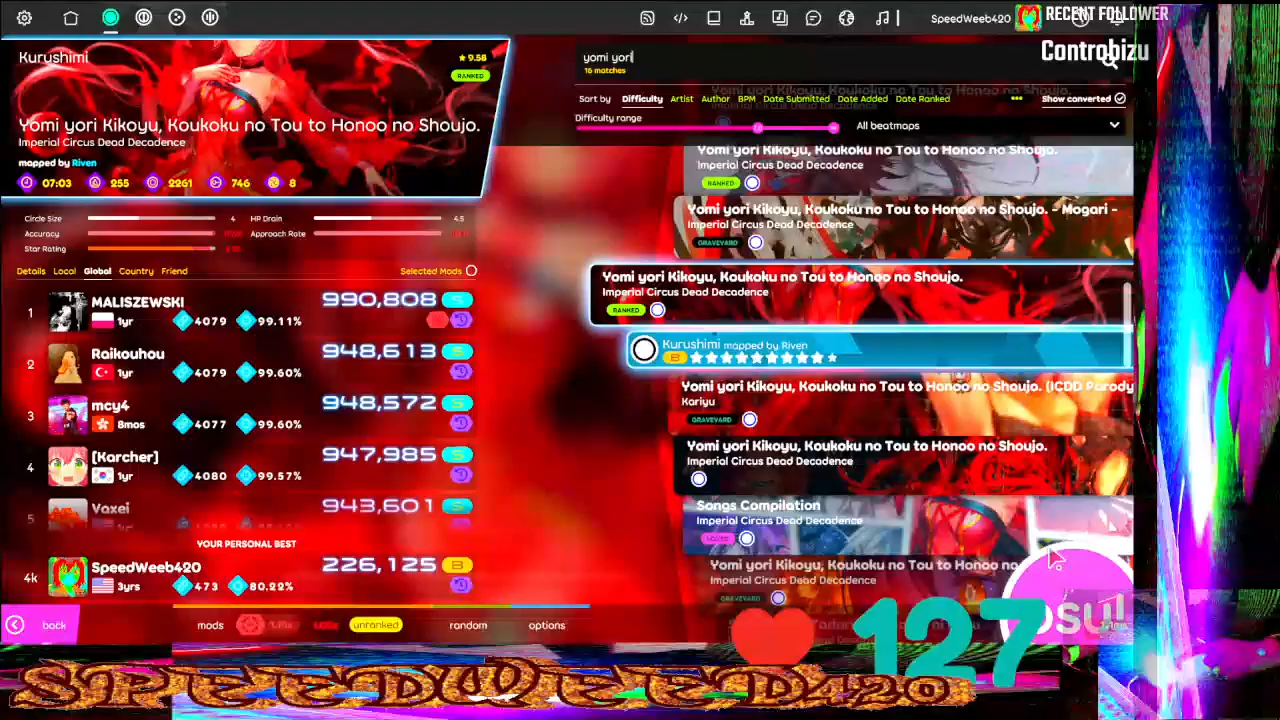 SpeedWeeb420
RECENT FOLLOWER
Controbizu
Kurushimi
9.58
RANKED
Yomi yori Kikoyu, Koukoku no Tou to Honoo no Shoujo.
Imperial Circus Dead Decadence
mapped by Riven
07:03 255 2261 746 8
yomi yori
16 matches
Sort by Difficulty Artist Author BPM Date Submitted Date Added Date Ranked ••• Show converted
Difficulty range
All beatmaps
Circle Size 4 HP Drain 4.5
Accuracy Approach Rate
Star Rating
Details Local Global Country Friend Selected Mods
1 MALISZEWSKI 990,808 S
1yr 4079 99.11%
2 Raikouhou 948,613 S
1yr 4079 99.60%
3 mcy4 948,572 S
8mos 4077 99.60%
4 [Karcher] 947,985 S
1yr 4080 99.57%
5 Vaxei 943,601 S
YOUR PERSONAL BEST
4k SpeedWeeb420 226,125 B
3yrs 473 80.22%
Yomi yori Kikoyu, Koukoku no Tou to Honoo no Shoujo.
Imperial Circus Dead Decadence
RANKED
Yomi yori Kikoyu, Koukoku no Tou to Honoo no Shoujo. - Mogari -
Imperial Circus Dead Decadence
GRAVEYARD
Yomi yori Kikoyu, Koukoku no Tou to Honoo no Shoujo.
Imperial Circus Dead Decadence
RANKED
Kurushimi mapped by Riven
B
Yomi yori Kikoyu, Koukoku no Tou to Honoo no Shoujo. (ICDD Parody
Kariyu
GRAVEYARD
Yomi yori Kikoyu, Koukoku no Tou to Honoo no Shoujo.
Imperial Circus Dead Decadence
Songs Compilation
Imperial Circus Dead Decadence
LOVED
Yomi yori Kikoyu, Koukoku no Tou to Honoo no
Imperial Circus Dead Decadence
GRAVEYARD
osu!
back mods unranked random options
127
SPEEDWEED420